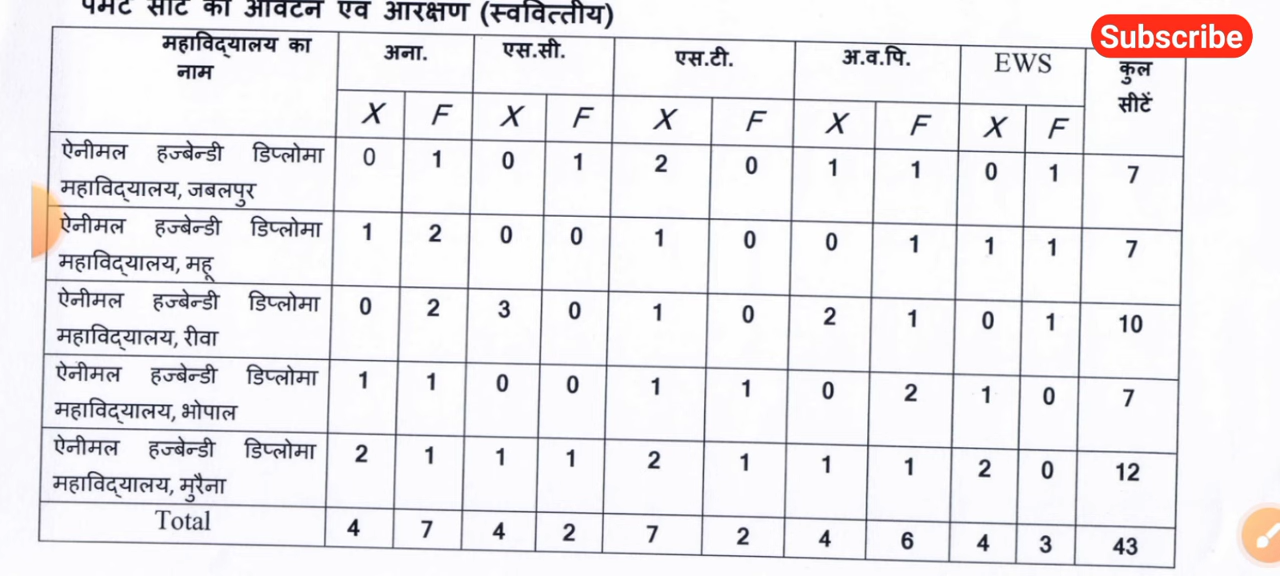 पेमेंट सीट का आवंटन एवं आरक्षण (स्ववित्तीय)
Subscribe
महाविद्यालय का नाम अना. एस.सी. एस.टी. अ.व.पि. EWS कुल सीटें
X F X F X F X F X F
ऐनीमल हज्बेन्डी डिप्लोमा
महाविद्यालय, जबलपुर 0 1 0 1 2 0 1 1 0 1 7
ऐनीमल हज्बेन्डी डिप्लोमा
महाविद्यालय, महू 1 2 0 0 1 0 0 1 1 1 7
ऐनीमल हज्बेन्डी डिप्लोमा
महाविद्यालय, रीवा 0 2 3 0 1 0 2 1 0 1 10
ऐनीमल हज्बेन्डी डिप्लोमा
महाविद्यालय, भोपाल 1 1 0 0 1 1 0 2 1 0 7
ऐनीमल हज्बेन्डी डिप्लोमा
महाविद्यालय, मुरैना 2 1 1 1 2 1 1 1 2 0 12
Total 4 7 4 2 7 2 4 6 4 3 43